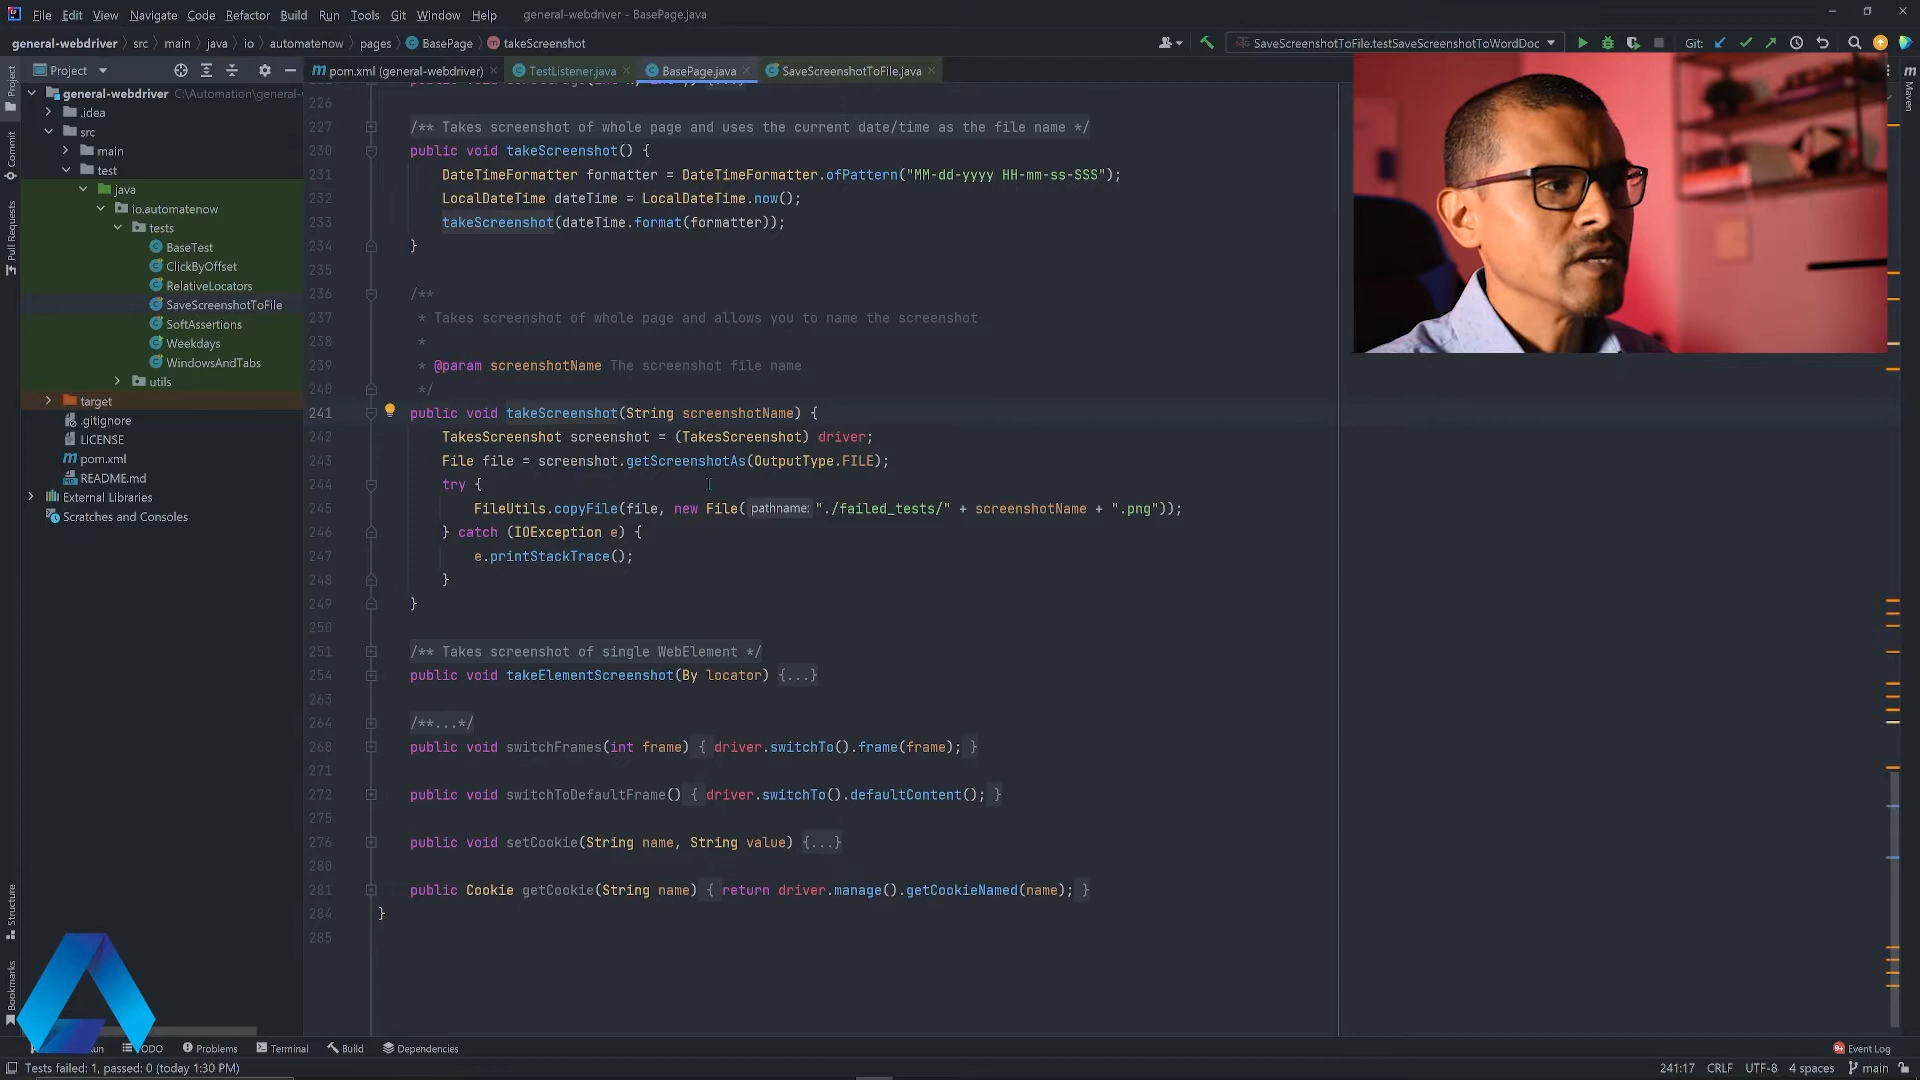 File Edit View Navigate Code Refactor Build Run Tools Git Window Help general-webdriver - BasePage.java
general-webdriver src main java io automatenow pages BasePage takeScreenshot SaveScreenshotToFile.testSaveScreenshotToWordDoc Git:
Project pom.xml (general-webdriver) TestListener.java BasePage.java SaveScreenshotToFile.java
Project
Commit
Pull Requests
Structure
Bookmarks
Maven
general-webdriver C:\Automation\general-
.idea
src
main
test
java
io.automatenow
tests
BaseTest
ClickByOffset
RelativeLocators
SaveScreenshotToFile
SoftAssertions
Weekdays
WindowsAndTabs
utils
target
.gitignore
LICENSE
pom.xml
README.md
External Libraries
Scratches and Consoles
226
227 /** Takes screenshot of whole page and uses the current date/time as the file name */
230 public void takeScreenshot() {
231 DateTimeFormatter formatter = DateTimeFormatter.ofPattern("MM-dd-yyyy HH-mm-ss-SSS");
232 LocalDateTime dateTime = LocalDateTime.now();
233 takeScreenshot(dateTime.format(formatter));
234 }
235
236 /**
237 * Takes screenshot of whole page and allows you to name the screenshot
238 *
239 * @param screenshotName The screenshot file name
240 */
241 public void takeScreenshot(String screenshotName) {
242 TakesScreenshot screenshot = (TakesScreenshot) driver;
243 File file = screenshot.getScreenshotAs(OutputType.FILE);
244 try {
245 FileUtils.copyFile(file, new File( pathname: "./failed_tests/" + screenshotName + ".png"));
246 } catch (IOException e) {
247 e.printStackTrace();
248 }
249 }
250
251 /** Takes screenshot of single WebElement */
254 public void takeElementScreenshot(By locator) {...}
263
264 /**...*/
268 public void switchFrames(int frame) { driver.switchTo().frame(frame); }
271
272 public void switchToDefaultFrame() { driver.switchTo().defaultContent(); }
275
276 public void setCookie(String name, String value) {...}
280
281 public Cookie getCookie(String name) { return driver.manage().getCookieNamed(name); }
284 }
285
TODO Problems Terminal Build Dependencies 9+ Event Log
Tests failed: 1, passed: 0 (today 1:30 PM) 241:17 CRLF UTF-8 4 spaces main